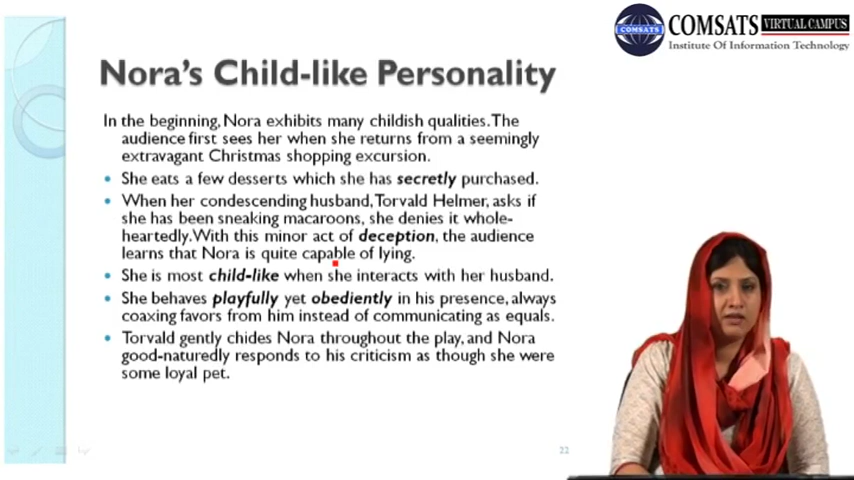 COMSATS
COMSATS VIRTUAL CAMPUS
Institute Of Information Technology
Nora's Child-like Personality
In the beginning, Nora exhibits many childish qualities. The
audience first sees her when she returns from a seemingly
extravagant Christmas shopping excursion.
• She eats a few desserts which she has secretly purchased.
• When her condescending husband, Torvald Helmer, asks if
she has been sneaking macaroons, she denies it whole-
heartedly. With this minor act of deception, the audience
learns that Nora is quite capable of lying.
• She is most child-like when she interacts with her husband.
• She behaves playfully yet obediently in his presence, always
coaxing favors from him instead of communicating as equals.
• Torvald gently chides Nora throughout the play, and Nora
good-naturedly responds to his criticism as though she were
some loyal pet.
22